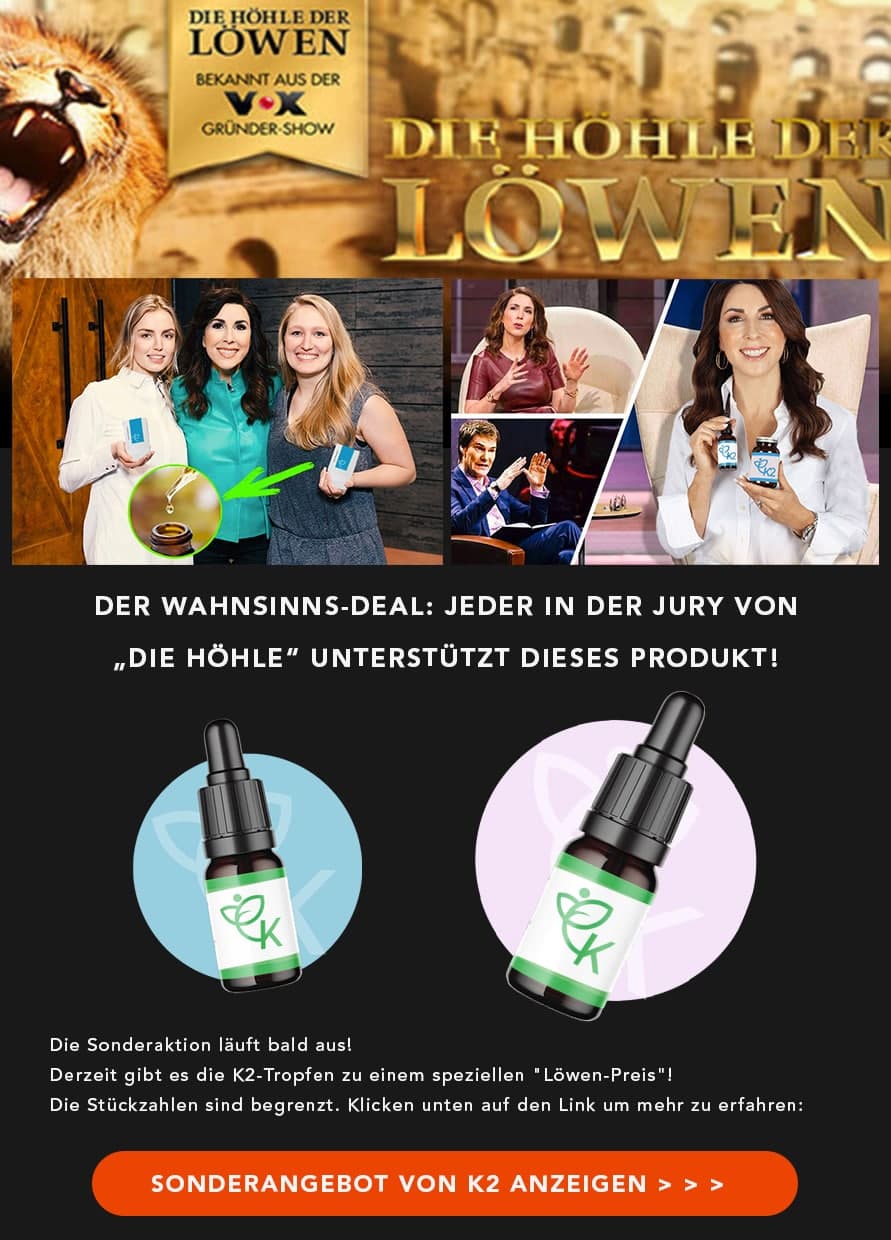 DIE HÖHLE DER
LÖWEN
BEKANNT AUS DER
VOX
GRÜNDER-SHOW
DIE HÖHLE DER
LÖWEN
K2
K2
DER WAHNSINNS-DEAL: JEDER IN DER JURY VON
„DIE HÖHLE“ UNTERSTÜTZT DIESES PRODUKT!
K
K
Die Sonderaktion läuft bald aus!
Derzeit gibt es die K2-Tropfen zu einem speziellen "Löwen-Preis"!
Die Stückzahlen sind begrenzt. Klicken unten auf den Link um mehr zu erfahren:
SONDERANGEBOT VON K2 ANZEIGEN > > >